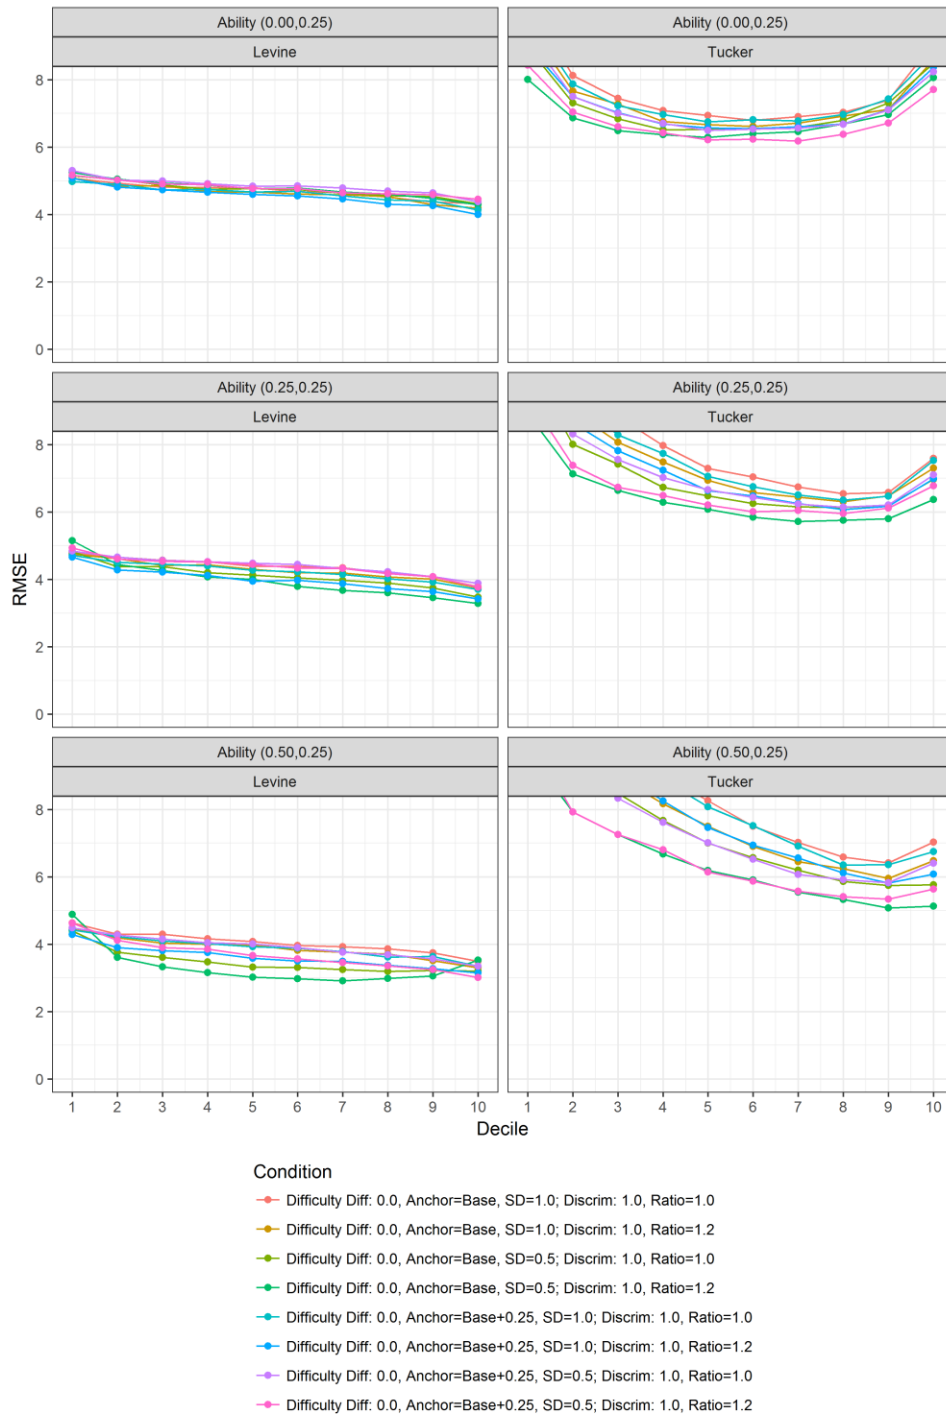 Ability (0.00,0.25) Ability (0.00,0.25)
Levine Tucker
8
6
4
2
0
Ability (0.25,0.25) Ability (0.25,0.25)
Levine Tucker
8
6
4
2
0
RMSE
Ability (0.50,0.25) Ability (0.50,0.25)
Levine Tucker
8
6
4
2
0
1 2 3 4 5 6 7 8 9 10 1 2 3 4 5 6 7 8 9 10
Decile
Condition
Difficulty Diff: 0.0, Anchor=Base, SD=1.0; Discrim: 1.0, Ratio=1.0
Difficulty Diff: 0.0, Anchor=Base, SD=1.0; Discrim: 1.0, Ratio=1.2
Difficulty Diff: 0.0, Anchor=Base, SD=0.5; Discrim: 1.0, Ratio=1.0
Difficulty Diff: 0.0, Anchor=Base, SD=0.5; Discrim: 1.0, Ratio=1.2
Difficulty Diff: 0.0, Anchor=Base+0.25, SD=1.0; Discrim: 1.0, Ratio=1.0
Difficulty Diff: 0.0, Anchor=Base+0.25, SD=1.0; Discrim: 1.0, Ratio=1.2
Difficulty Diff: 0.0, Anchor=Base+0.25, SD=0.5; Discrim: 1.0, Ratio=1.0
Difficulty Diff: 0.0, Anchor=Base+0.25, SD=0.5; Discrim: 1.0, Ratio=1.2